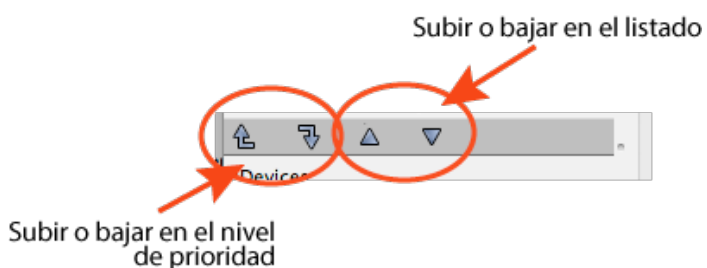 Subir o bajar en el listado
Devices
Subir o bajar en el nivel
de prioridad